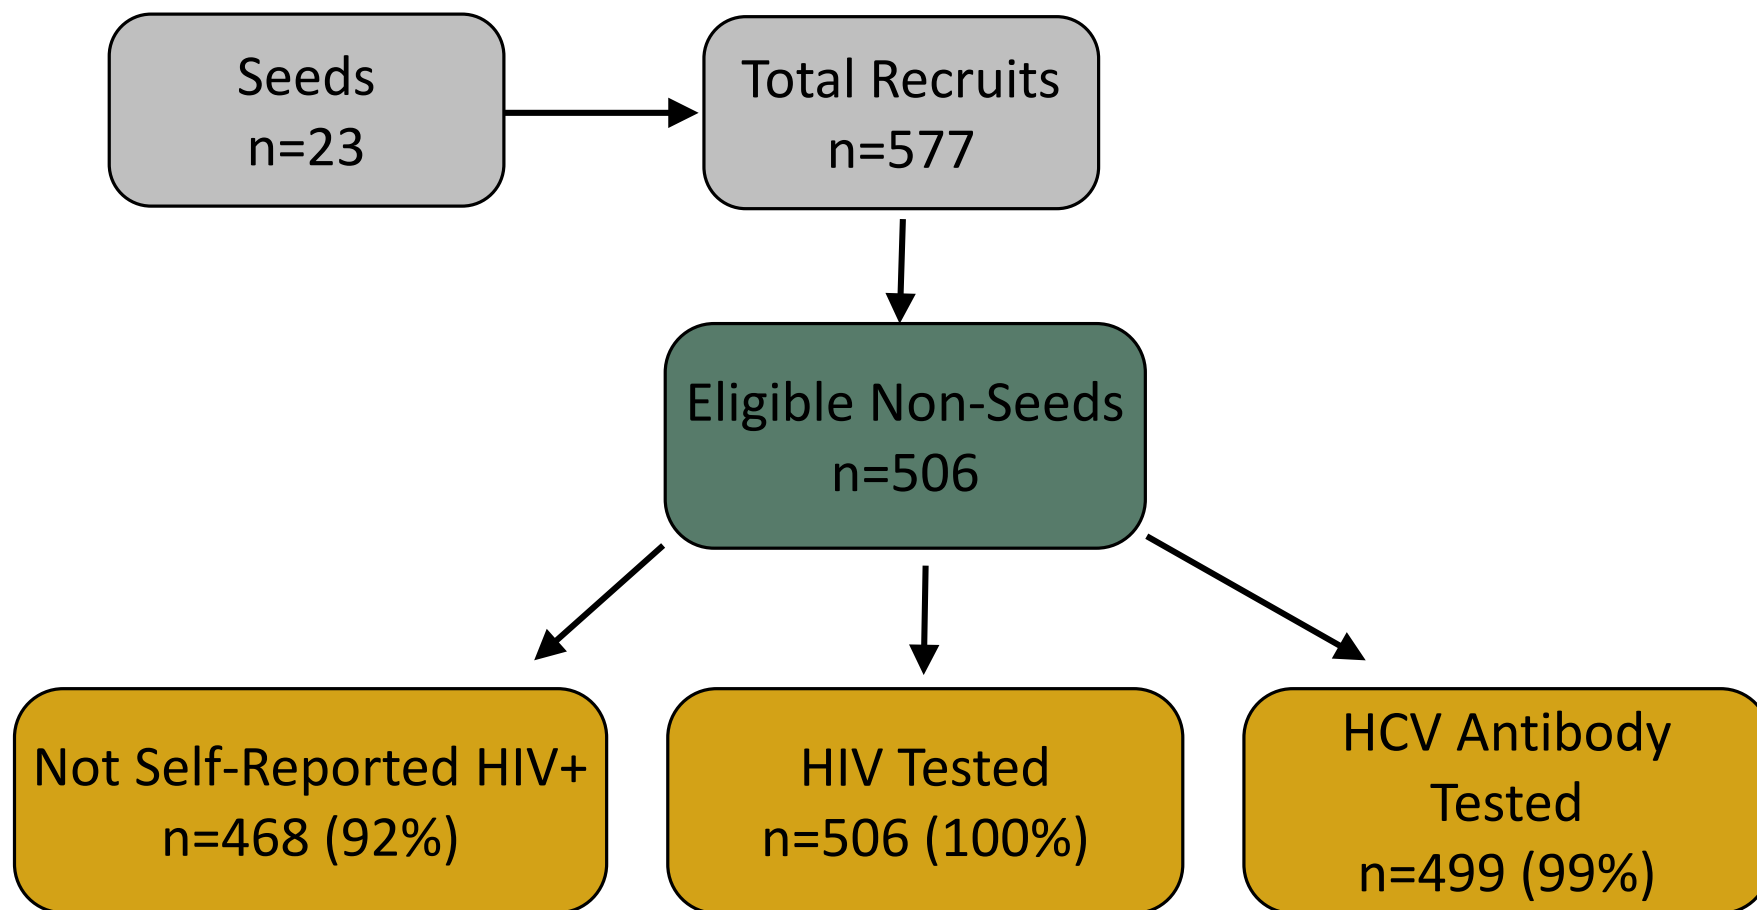 Seeds
n=23
Total Recruits
n=577
Eligible Non-Seeds
n=506
Not Self-Reported HIV+
n=468 (92%)
HIV Tested
n=506 (100%)
HCV Antibody
Tested
n=499 (99%)